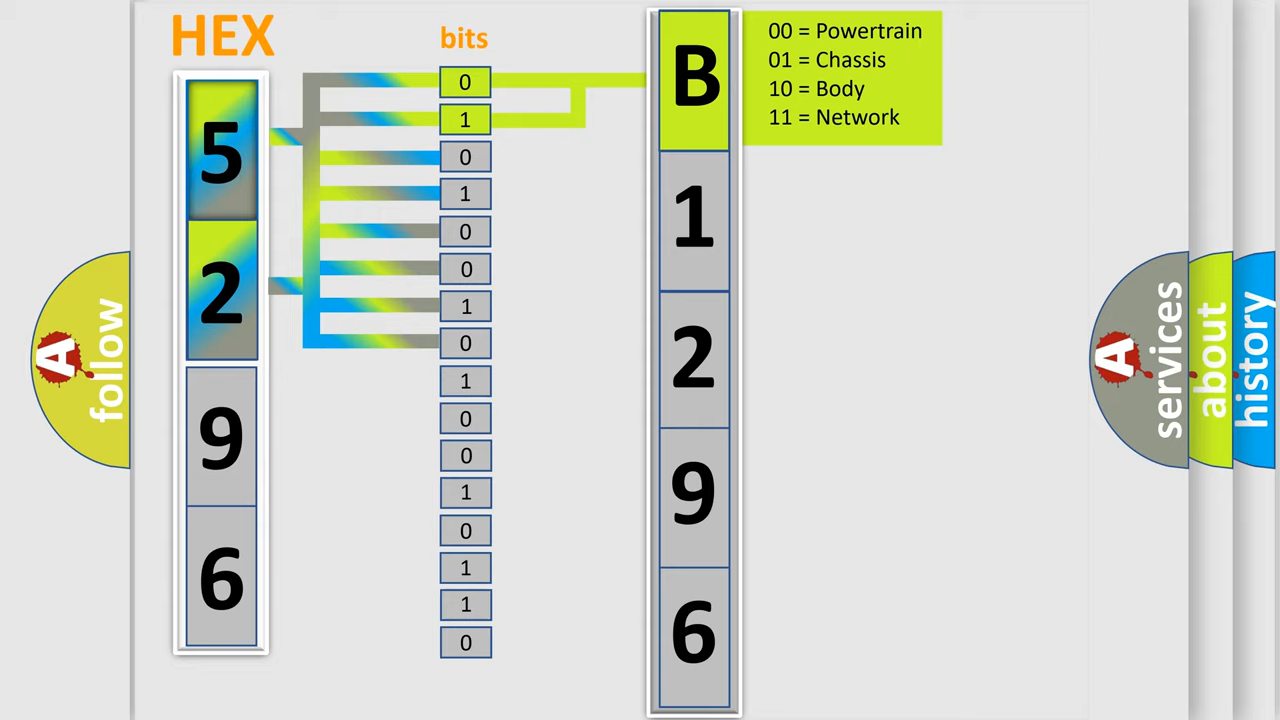 HEX
bits
5
2
9
6
0
1
0
1
0
0
1
0
1
0
0
1
0
1
1
0
B
1
2
9
6
00 = Powertrain
01 = Chassis
10 = Body
11 = Network
A
follow
A
services
about
history